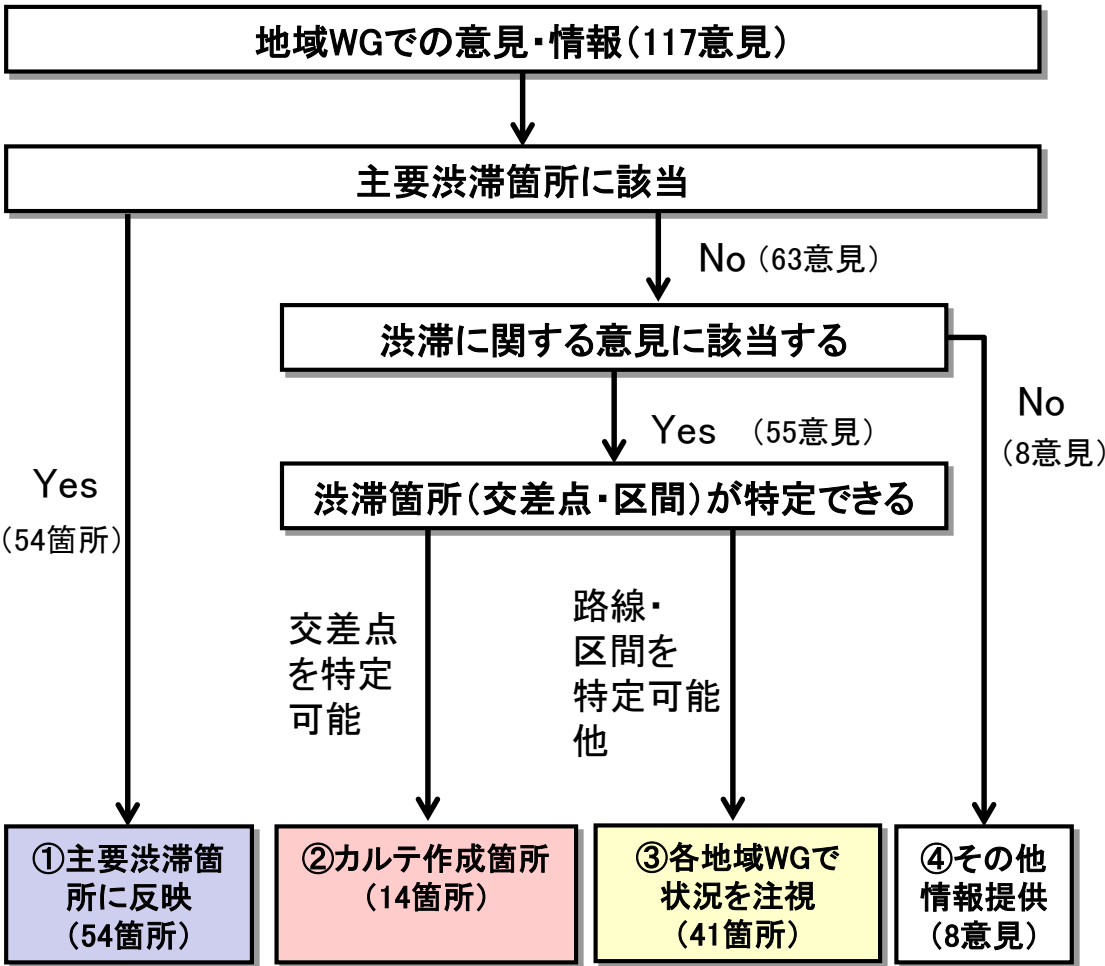 地域WGでの意見・情報(117意見)
主要渋滞箇所に該当
No (63意見)
渋滞に関する意見に該当する
No
(8意見)
Yes (55意見)
渋滞箇所(交差点・区間)が特定できる
Yes
(54箇所)
交差点
を特定
可能
路線・
区間を
特定可能
他
①主要渋滞箇
所に反映
(54箇所)
②カルテ作成箇所
(14箇所)
③各地域WGで
状況を注視
(41箇所)
④その他
情報提供
(8意見)